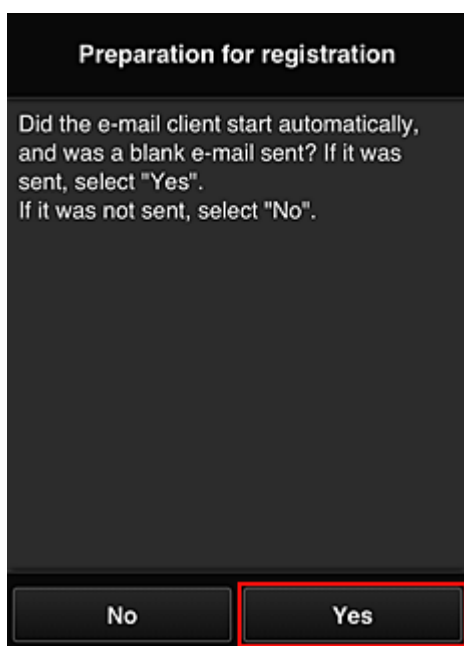 Preparation for registration
Did the e-mail client start automatically,
and was a blank e-mail sent? If it was
sent, select "Yes".
If it was not sent, select "No".
No
Yes